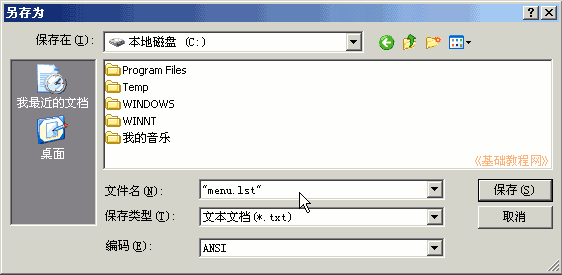 另存为
保存在(I):
本地磁盘 (C:)
我最近的文档
桌面
Program Files
Temp
WINDOWS
WINNT
我的音乐
《基础教程网》
文件名(N):
"menu.lst"
保存(S)
保存类型(T):
文本文档(*.txt)
取消
编码(E):
ANSI